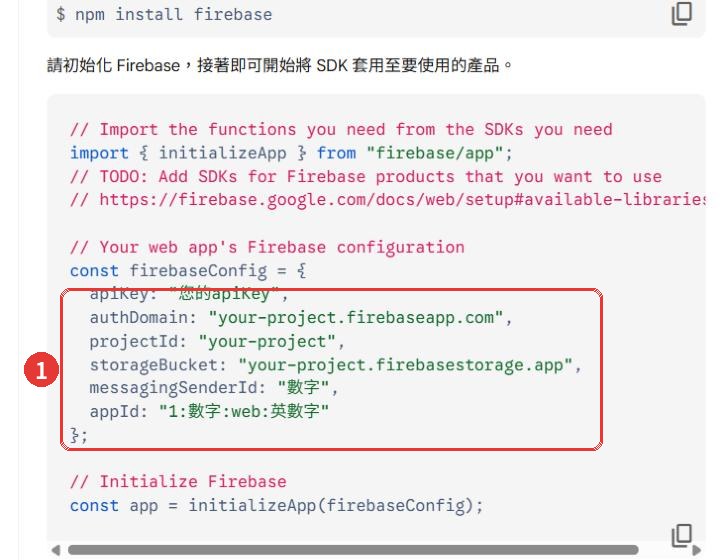 $ npm install firebase
請初始化 Firebase，接著即可開始將 SDK 套用至要使用的產品。
// Import the functions you need from the SDKs you need
import { initializeApp } from "firebase/app";
// TODO: Add SDKs for Firebase products that you want to use
// https://firebase.google.com/docs/web/setup#available-libraries
// Your web app's Firebase configuration
const firebaseConfig = {
apiKey: "您的apiKey",
authDomain: "your-project.firebaseapp.com",
projectId: "your-project",
storageBucket: "your-project.firebasestorage.app",
messagingSenderId: "數字",
appId: "1:數字:web:英數字"
};
1
// Initialize Firebase
const app = initializeApp(firebaseConfig);